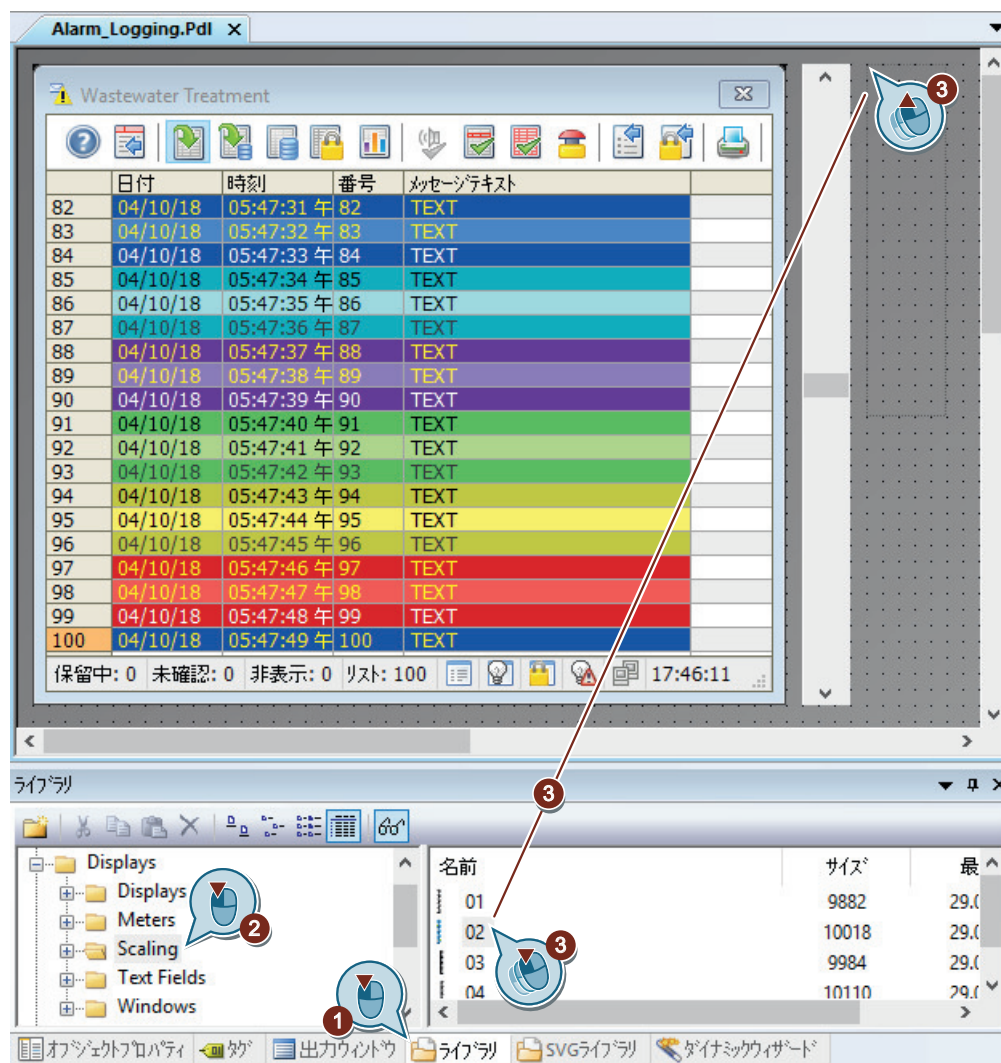 Alarm_Logging.Pdl X
Wastewater Treatment
日付 時刻 番号 メッセージテキスト
82 04/10/18 05:47:31 午 82 TEXT
83 04/10/18 05:47:32 午 83 TEXT
84 04/10/18 05:47:33 午 84 TEXT
85 04/10/18 05:47:34 午 85 TEXT
86 04/10/18 05:47:35 午 86 TEXT
87 04/10/18 05:47:36 午 87 TEXT
88 04/10/18 05:47:37 午 88 TEXT
89 04/10/18 05:47:38 午 89 TEXT
90 04/10/18 05:47:39 午 90 TEXT
91 04/10/18 05:47:40 午 91 TEXT
92 04/10/18 05:47:41 午 92 TEXT
93 04/10/18 05:47:42 午 93 TEXT
94 04/10/18 05:47:43 午 94 TEXT
95 04/10/18 05:47:44 午 95 TEXT
96 04/10/18 05:47:45 午 96 TEXT
97 04/10/18 05:47:46 午 97 TEXT
98 04/10/18 05:47:47 午 98 TEXT
99 04/10/18 05:47:48 午 99 TEXT
100 04/10/18 05:47:49 午 100 TEXT
保留中: 0 未確認: 0 非表示: 0 リスト: 100 17:46:11
3
3
ライブラリ
Displays
Displays
Meters
Scaling
Text Fields
Windows
2
1
名前 サイズ 最
01 9882 29.0
02 10018 29.0
03 9984 29.0
04 10110 29.0
3
オブジェクトプロパティ タグ 出力ウィンドウ ライブラリ SVGライブラリ ダイナミックウィザード